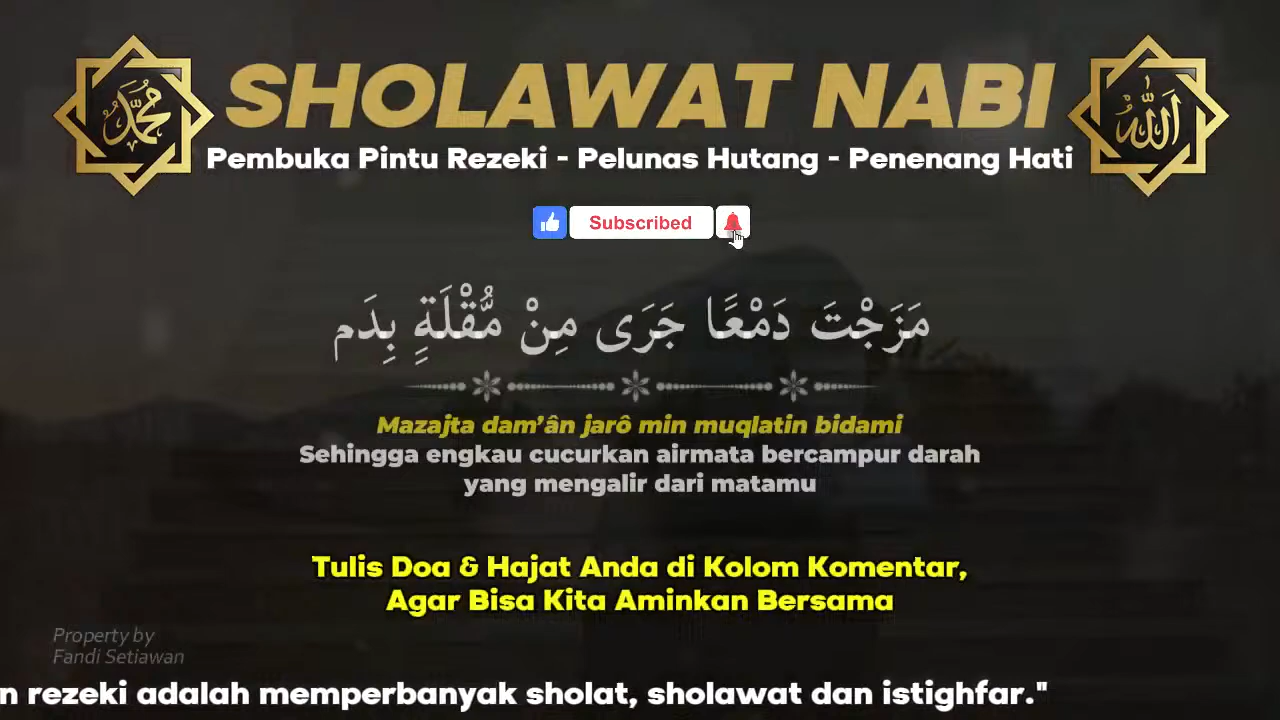 SHOLAWAT NABI
محمد
الله
Pembuka Pintu Rezeki - Pelunas Hutang - Penenang Hati
Subscribed
مَزَجْتَ دَمْعًا جَرَى مِنْ مُّقْلَةٍ بِدَم
Mazajta dam’ân jarô min muqlatin bidami
Sehingga engkau cucurkan airmata bercampur darah
yang mengalir dari matamu
Tulis Doa & Hajat Anda di Kolom Komentar,
Agar Bisa Kita Aminkan Bersama
Property by
Fandi Setiawan
n rezeki adalah memperbanyak sholat, sholawat dan istighfar."